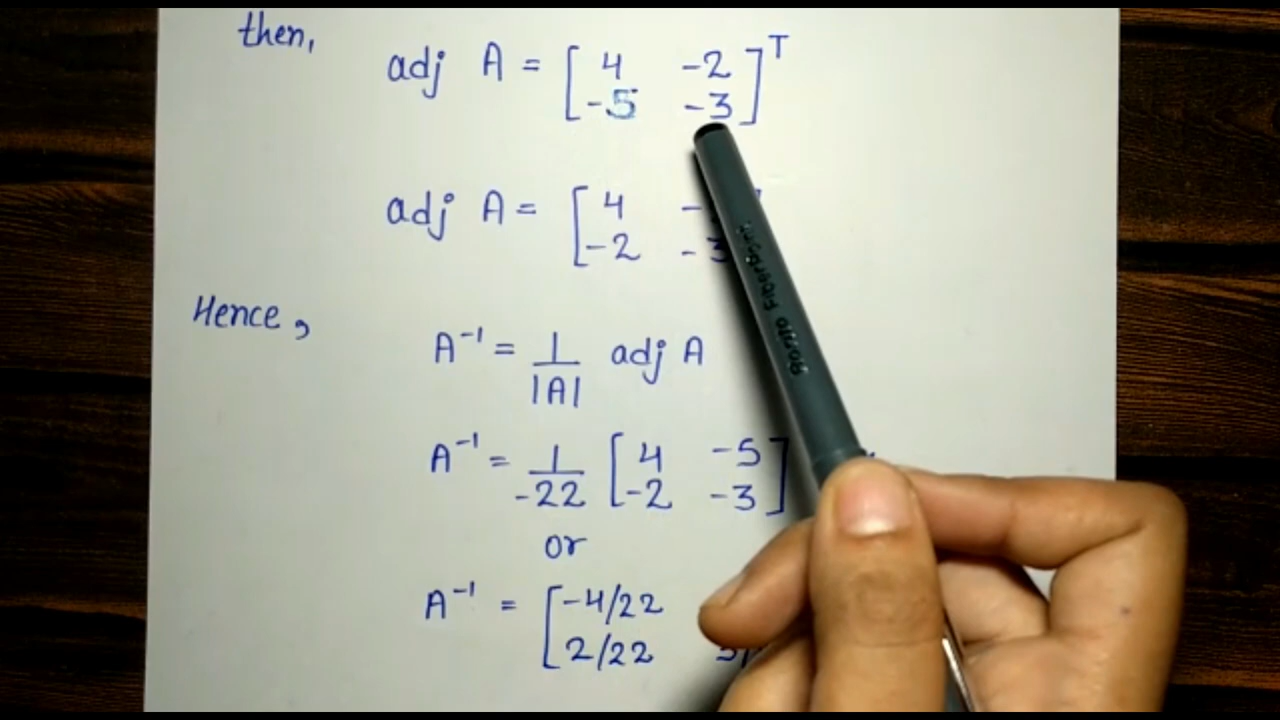 then,
adj A = [ 4 -2
-5 -3 ]ᵀ
adj A = [ 4 -
-2 -3
Hence,
A⁻¹ = 1/|A| adj A
A⁻¹ = 1/-22 [ 4 -5
-2 -3 ]
or
A⁻¹ = [ -4/22
2/22